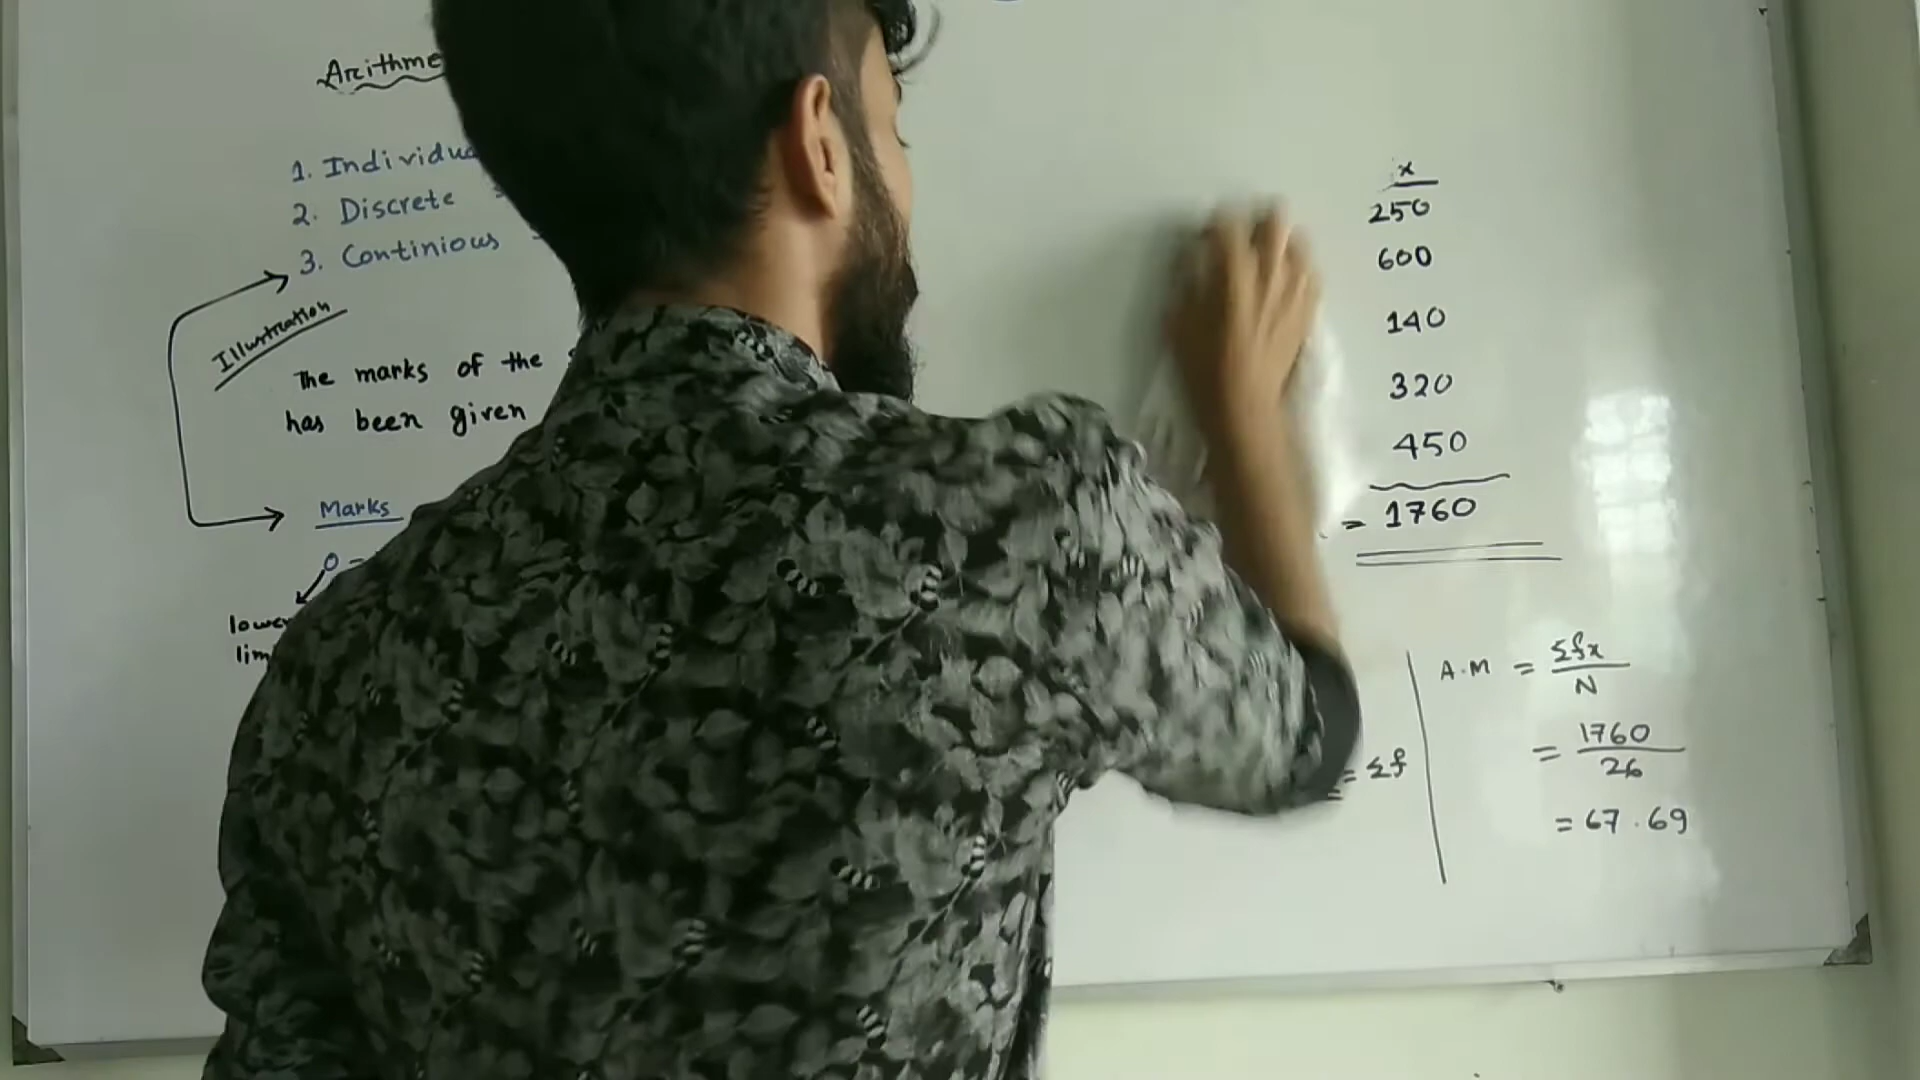 Arithme
1. Individua
2. Discrete
3. Continious
Illustration
The marks of the
has been given
Marks
0 -
lower
lim
x
250
600
140
320
450
= 1760
= Σf
A.M = Σfx / N
= 1760 / 26
= 67.69